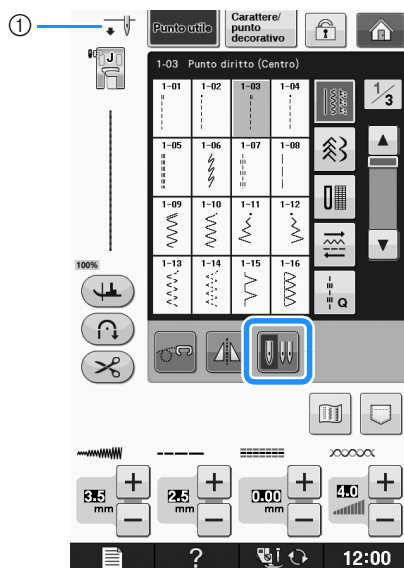 ①
Punto utile
Carattere/
punto
decorativo
J
1-03 Punto diritto (Centro)
1-01 1-02 1-03 1-04
1/3
1-05 1-06 1-07 1-08
1-09 1-10 1-11 1-12
1-13 1-14 1-15 1-16
100%
Q
3.5 mm
2.5 mm
0.00 mm
4.0
+ + + +
− − − −
? i 12:00